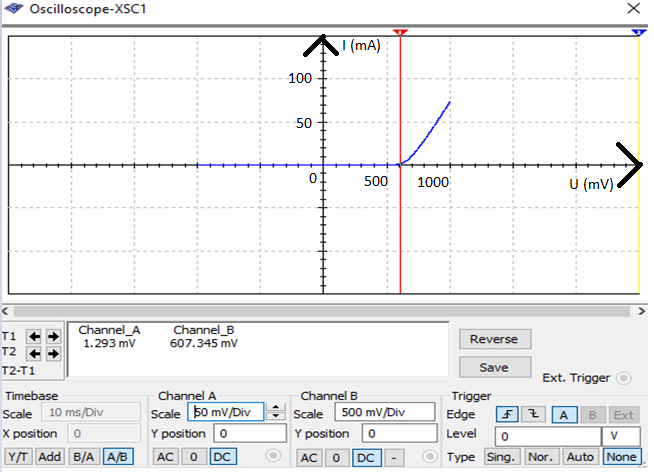 Oscilloscope-XSC1
I (mA)
100
50
0
500
1000
U (mV)
T1
T2
T2-T1
Channel_A Channel_B
1.293 mV 607.345 mV
Reverse
Save
Ext. Trigger
Timebase
Scale 10 ms/Div
X position 0
Y/T Add B/A A/B
Channel A
Scale 50 mV/Div
Y position 0
AC 0 DC
Channel B
Scale 500 mV/Div
Y position 0
AC 0 DC -
Trigger
Edge A B Ext
Level 0 V
Type Sing. Nor. Auto None